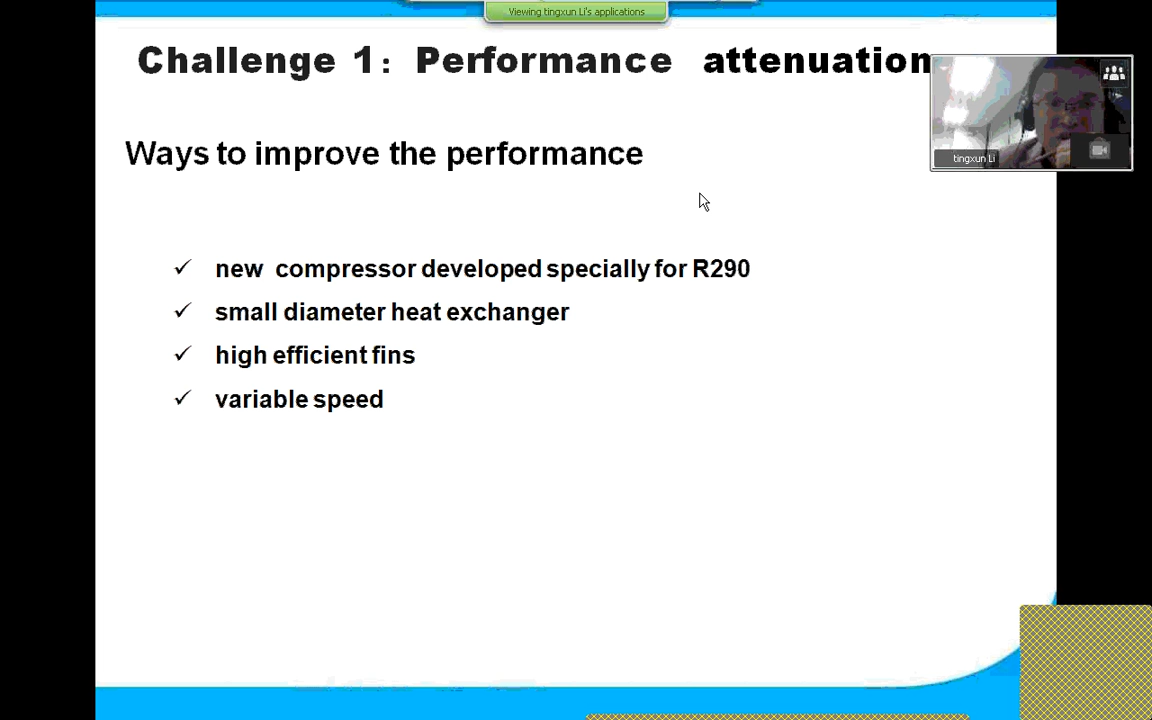 Viewing tingxun Li's applications
Challenge 1：Performance attenuation
tingxun Li
Ways to improve the performance
✓ new compressor developed specially for R290
✓ small diameter heat exchanger
✓ high efficient fins
✓ variable speed